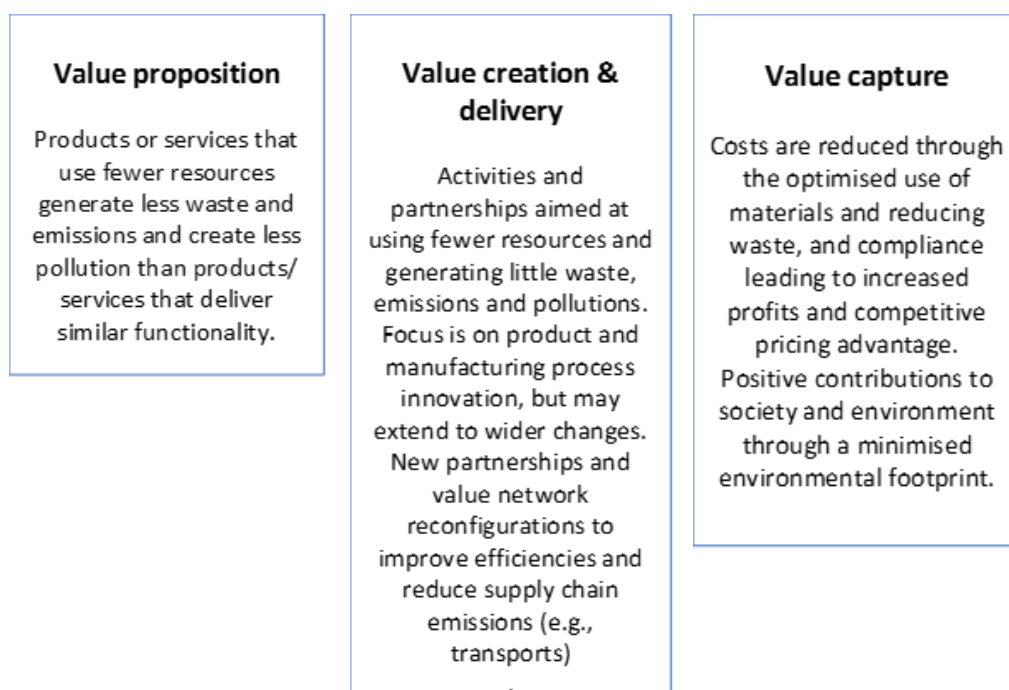 Value proposition
Products or services that
use fewer resources
generate less waste and
emissions and create less
pollution than products/
services that deliver
similar functionality.
Value creation &
delivery
Activities and
partnerships aimed at
using fewer resources and
generating little waste,
emissions and pollutions.
Focus is on product and
manufacturing process
innovation, but may
extend to wider changes.
New partnerships and
value network
reconfigurations to
improve efficiencies and
reduce supply chain
emissions (e.g.,
transports)
Value capture
Costs are reduced through
the optimised use of
materials and reducing
waste, and compliance
leading to increased
profits and competitive
pricing advantage.
Positive contributions to
society and environment
through a minimised
environmental footprint.